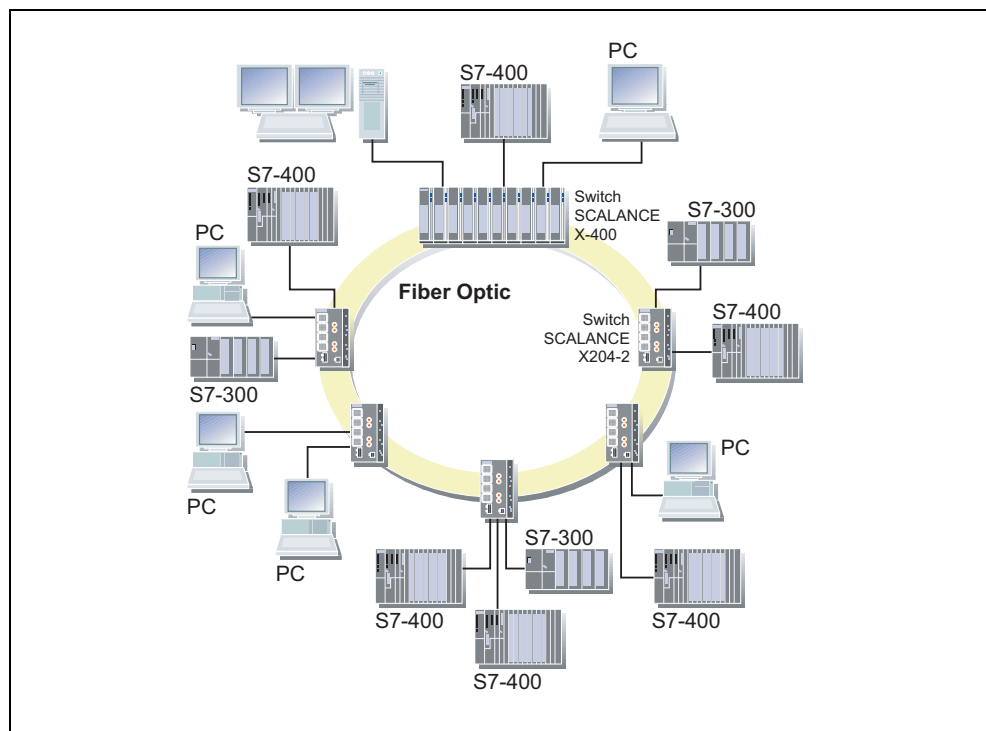 PC
S7-400
S7-400
Switch
SCALANCE
X-400
S7-300
PC
Fiber Optic
Switch
SCALANCE
X204-2
S7-400
S7-300
PC
PC
PC
S7-300
S7-400
S7-400
S7-400